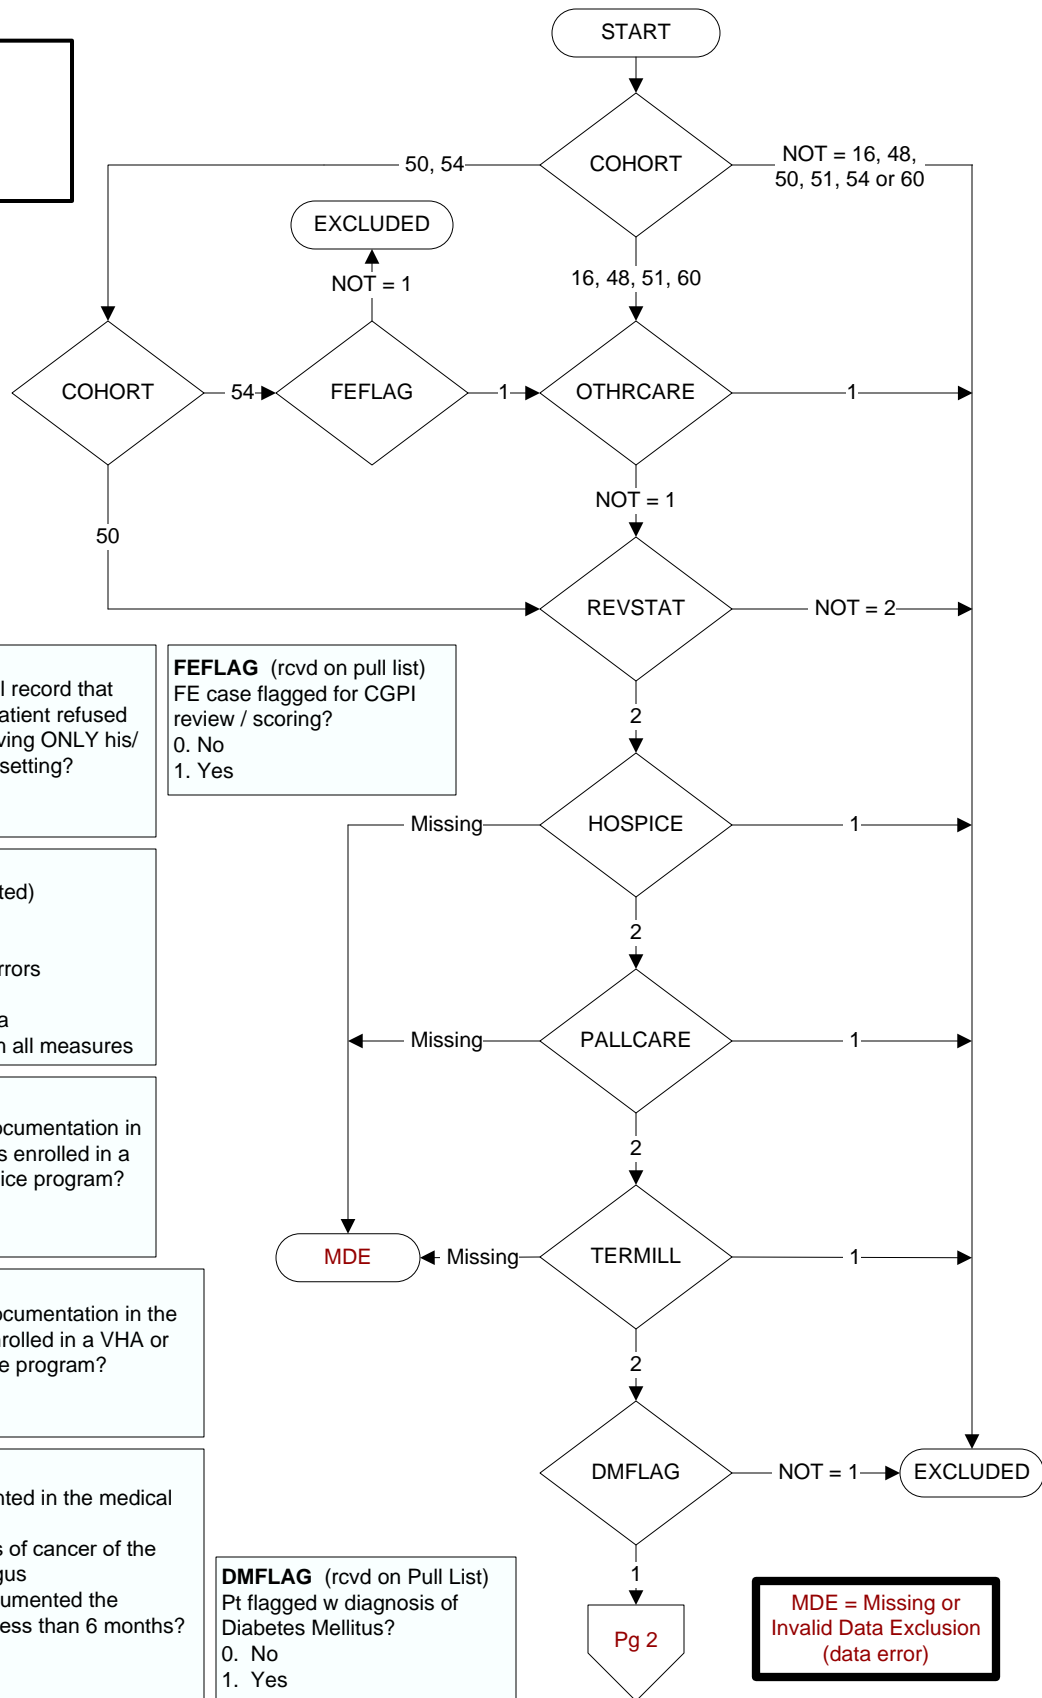 START
COHORT
50, 54
NOT = 16, 48,
50, 51, 54 or 60
EXCLUDED
NOT = 1
16, 48, 51, 60
COHORT
54
FEFLAG
1
OTHRCARE
1
NOT = 1
50
REVSTAT
NOT = 2
l record that
atient refused
ving ONLY his/
setting?
FEFLAG (rcvd on pull list)
FE case flagged for CGPI
review / scoring?
0. No
1. Yes
2
Missing
HOSPICE
1
ted)
rrors
a
n all measures
2
Missing
PALLCARE
1
ocumentation in
s enrolled in a
ice program?
2
MDE
Missing
TERMILL
1
ocumentation in the
nrolled in a VHA or
e program?
2
DMFLAG
NOT = 1
EXCLUDED
nted in the medical
s of cancer of the
gus
cumented the
less than 6 months?
DMFLAG (rcvd on Pull List)
Pt flagged w diagnosis of
Diabetes Mellitus?
0. No
1. Yes
1
Pg 2
MDE = Missing or
Invalid Data Exclusion
(data error)